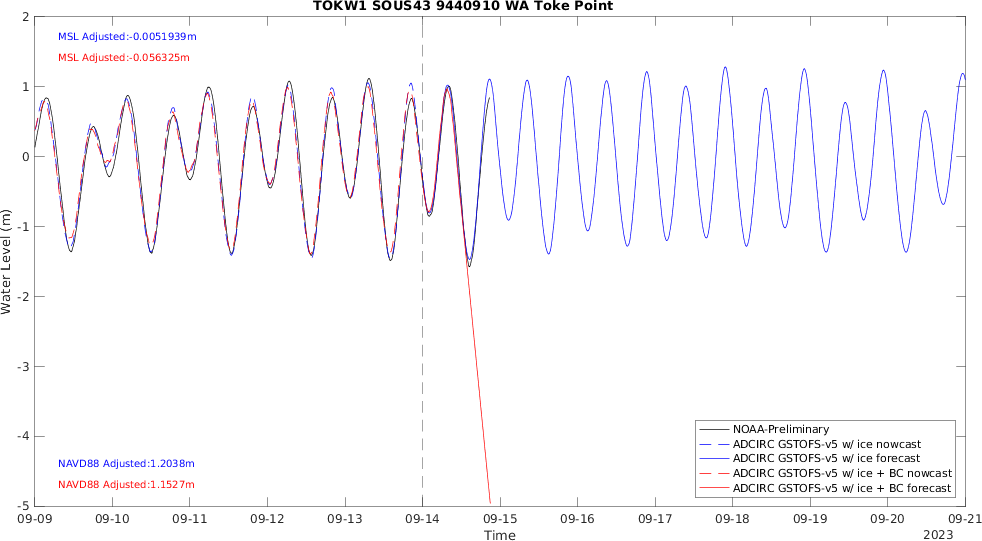 TOKW1 SOUS43 9440910 WA Toke Point
MSL Adjusted:-0.0051939m
MSL Adjusted:-0.056325m
NAVD88 Adjusted:1.2038m
NAVD88 Adjusted:1.1527m
Water Level (m)
2
1
0
-1
-2
-3
-4
-5
NOAA-Preliminary
ADCIRC GSTOFS-v5 w/ ice nowcast
ADCIRC GSTOFS-v5 w/ ice forecast
ADCIRC GSTOFS-v5 w/ ice + BC nowcast
ADCIRC GSTOFS-v5 w/ ice + BC forecast
09-09 09-10 09-11 09-12 09-13 09-14 09-15 09-16 09-17 09-18 09-19 09-20 09-21
Time
2023